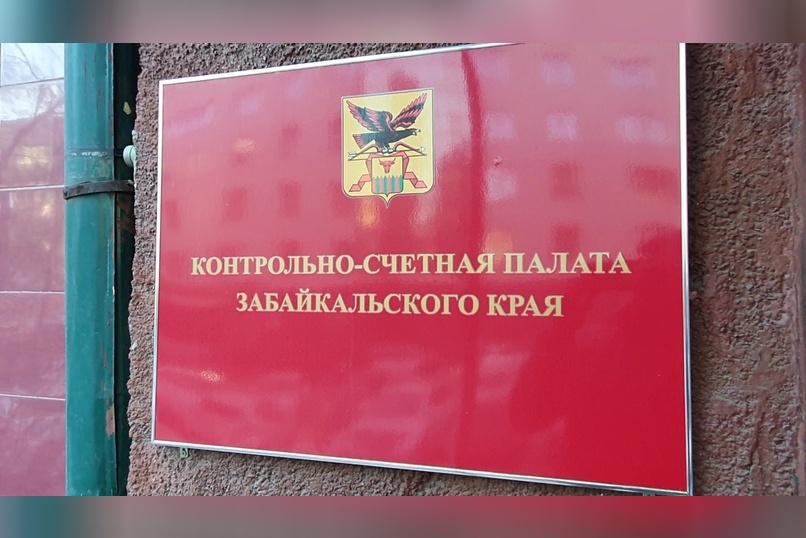 КОНТРОЛЬНО-СЧЕТНАЯ ПАЛАТА
ЗАБАЙКАЛЬСКОГО КРАЯ